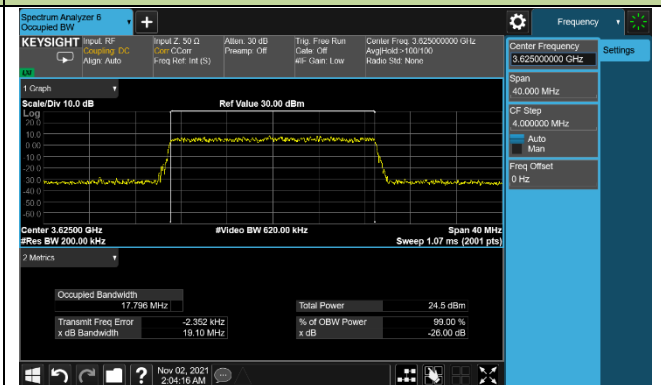 Spectrum Analyzer 6
Occupied BW
+
Frequency
KEYSIGHT
Input: RF
Coupling: DC
Align: Auto
Input Z: 50 Ω
Corr CCorr
Freq Ref: Int (S)
Atten: 30 dB
Preamp: Off
Trig: Free Run
Gate: Off
#IF Gain: Low
Center Freq: 3.625000000 GHz
Avg|Hold:>100/100
Radio Std: None
Center Frequency
3.625000000 GHz
Settings
Span
40.000 MHz
CF Step
4.000000 MHz
Auto
Man
Freq Offset
0 Hz
1 Graph
Scale/Div 10.0 dB
Ref Value 30.00 dBm
Log
20.0
10.0
0.00
-10.0
-20.0
-30.0
-40.0
-50.0
-60.0
Center 3.62500 GHz
#Video BW 620.00 kHz
Span 40 MHz
#Res BW 200.00 kHz
Sweep 1.07 ms (2001 pts)
2 Metrics
Occupied Bandwidth
17.796 MHz
Total Power
24.5 dBm
Transmit Freq Error
-2.352 kHz
% of OBW Power
99.00 %
x dB Bandwidth
19.10 MHz
x dB
-26.00 dB
?
Nov 02, 2021
2:04:16 AM